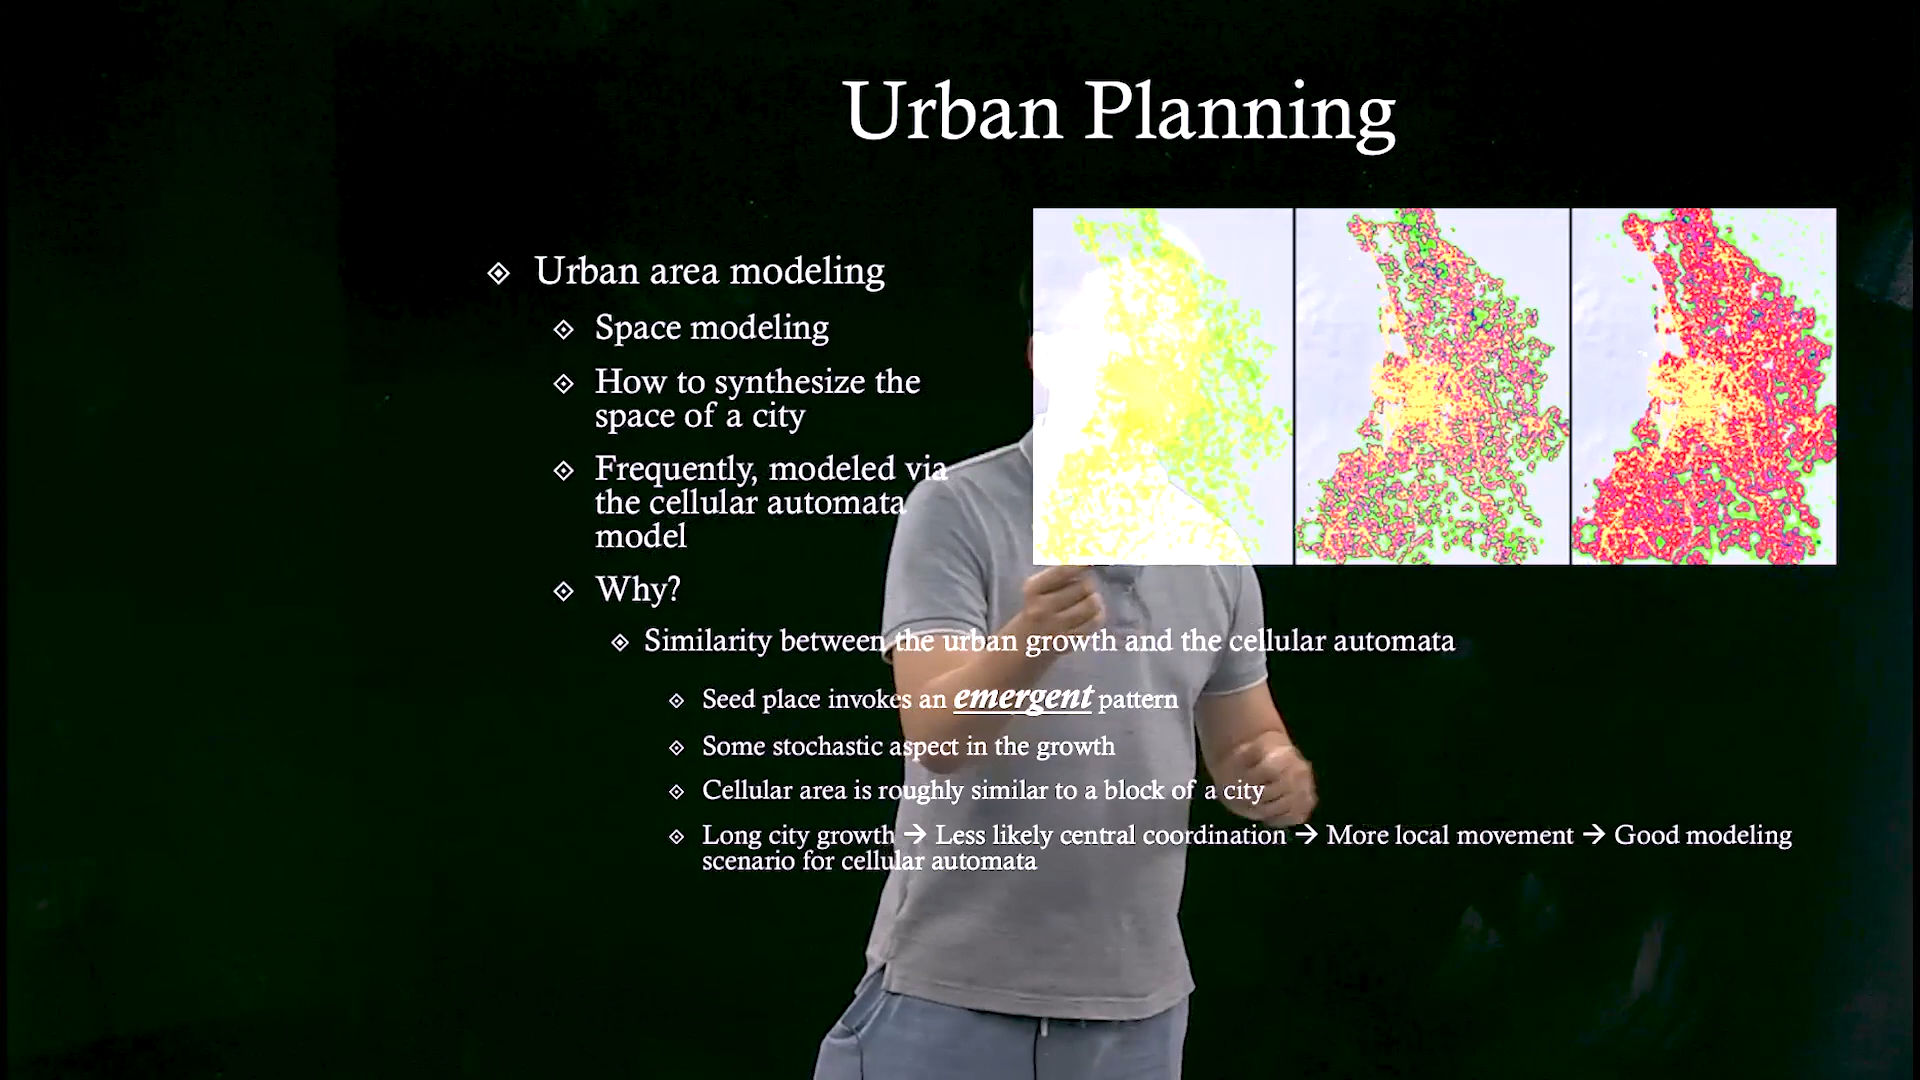 Urban Planning
Urban area modeling
Space modeling
How to synthesize the
space of a city
Frequently, modeled via
the cellular automata
model
Why?
Similarity between the urban growth and the cellular automata
Seed place invokes an emergent pattern
Some stochastic aspect in the growth
Cellular area is roughly similar to a block of a city
Long city growth → Less likely central coordination → More local movement → Good modeling
scenario for cellular automata